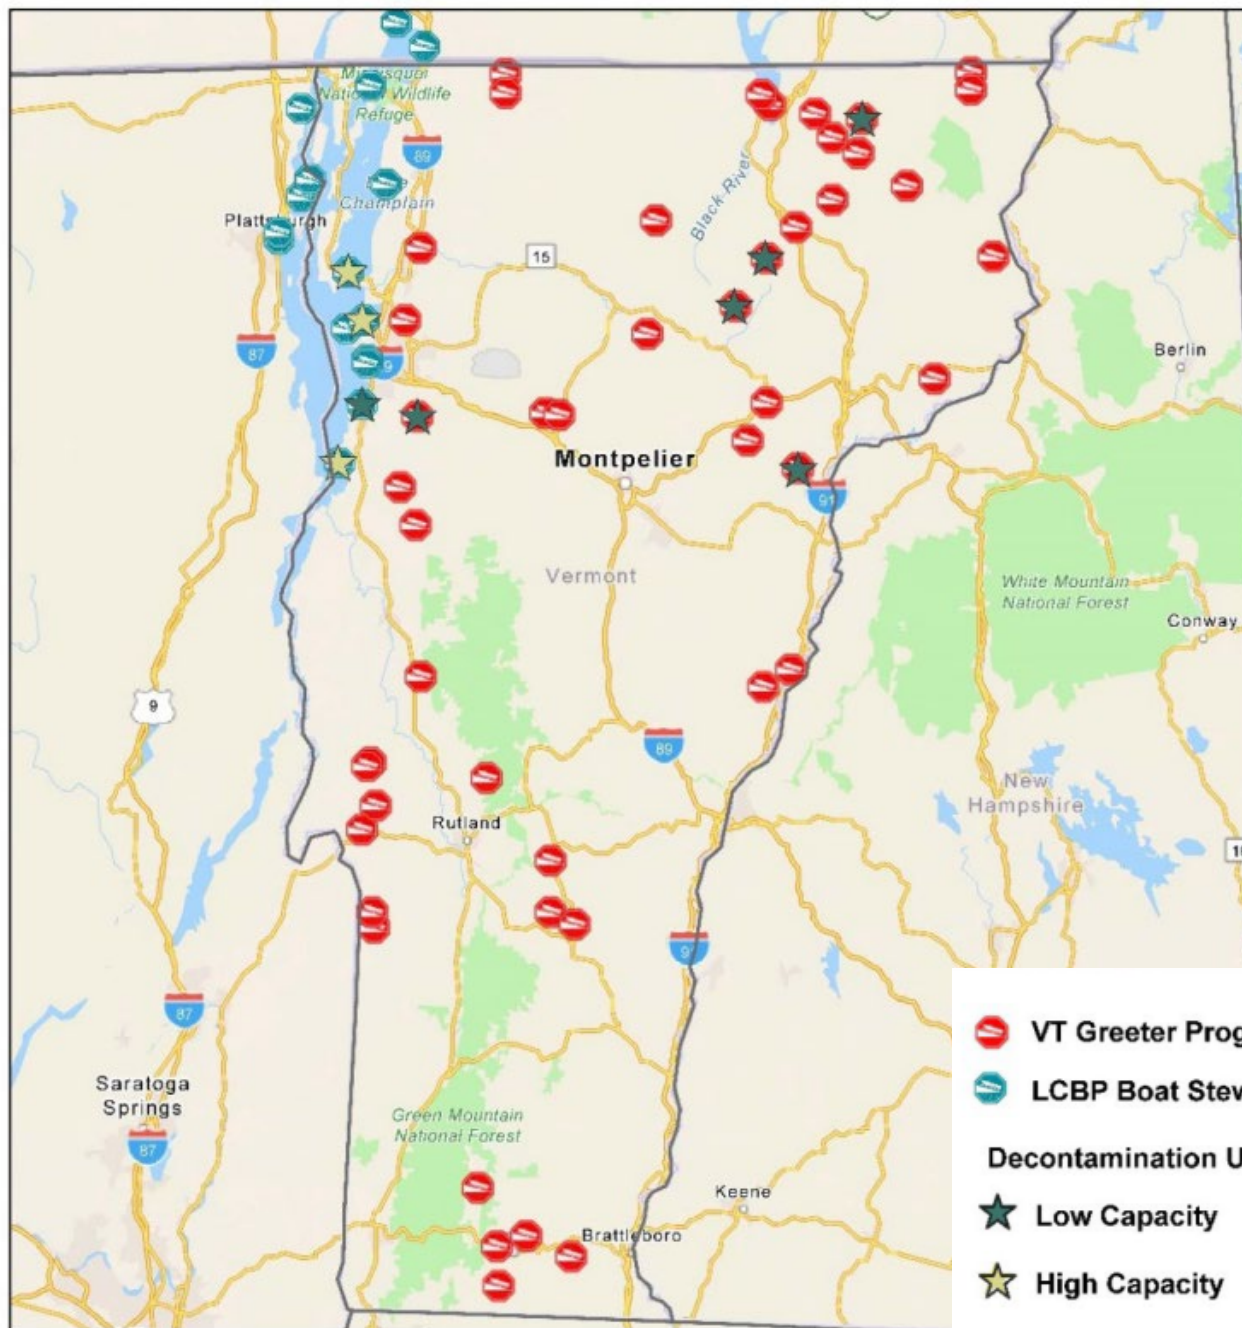 Missisquoi
National Wildlife
Refuge
89
Black River
Champlain
Plattsburgh
15
87
Berlin
Montpelier
91
Vermont
White Mountain
National Forest
Conway
9
89
New
Hampshire
Rutland
10
91
87
VT Greeter Prog
LCBP Boat Stew
Saratoga
Springs
Decontamination U
87
Green Mountain
National Forest
Low Capacity
Keene
Brattleboro
High Capacity